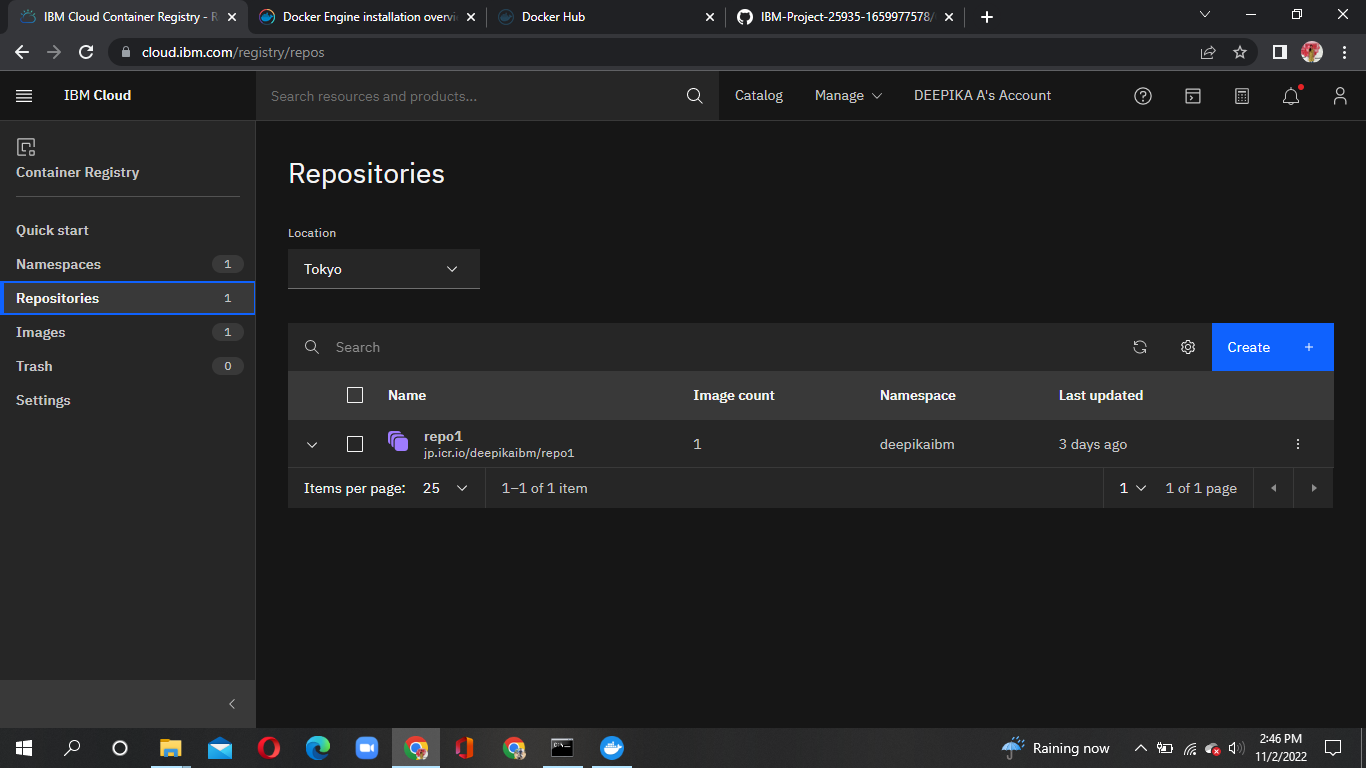 IBM Cloud Container Registry - R
Docker Engine installation overvi
Docker Hub
IBM-Project-25935-1659977578/
cloud.ibm.com/registry/repos
IBM Cloud
Search resources and products...
Catalog
Manage
DEEPIKA A's Account
Container Registry
Quick start
Namespaces 1
Repositories 1
Images 1
Trash 0
Settings
Repositories
Location
Tokyo
Search
Create +
Name Image count Namespace Last updated
repo1
jp.icr.io/deepikaibm/repo1
1 deepikaibm 3 days ago
Items per page: 25 1–1 of 1 item 1 1 of 1 page
Raining now
2:46 PM
11/2/2022